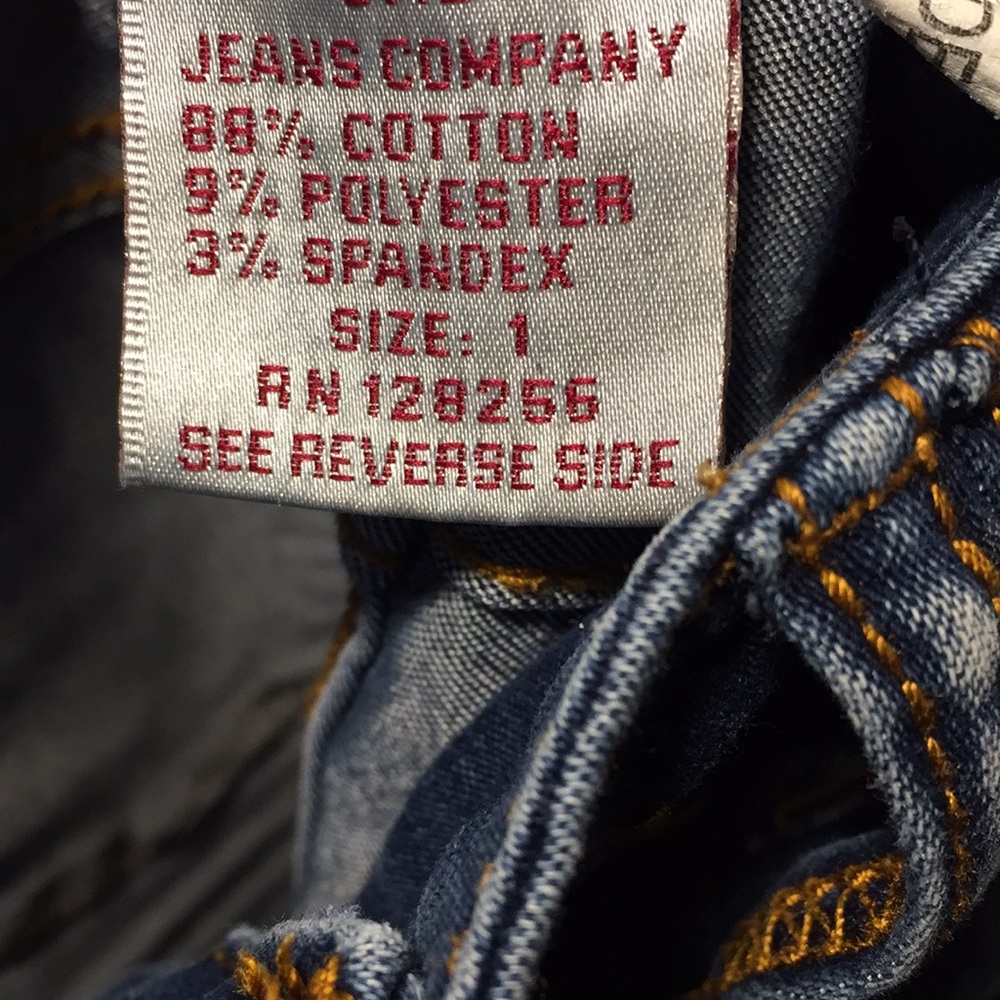 JEANS COMPANY
88% COTTON
9% POLYESTER
3% SPANDEX
SIZE: 1
RN 128256
SEE REVERSE SIDE